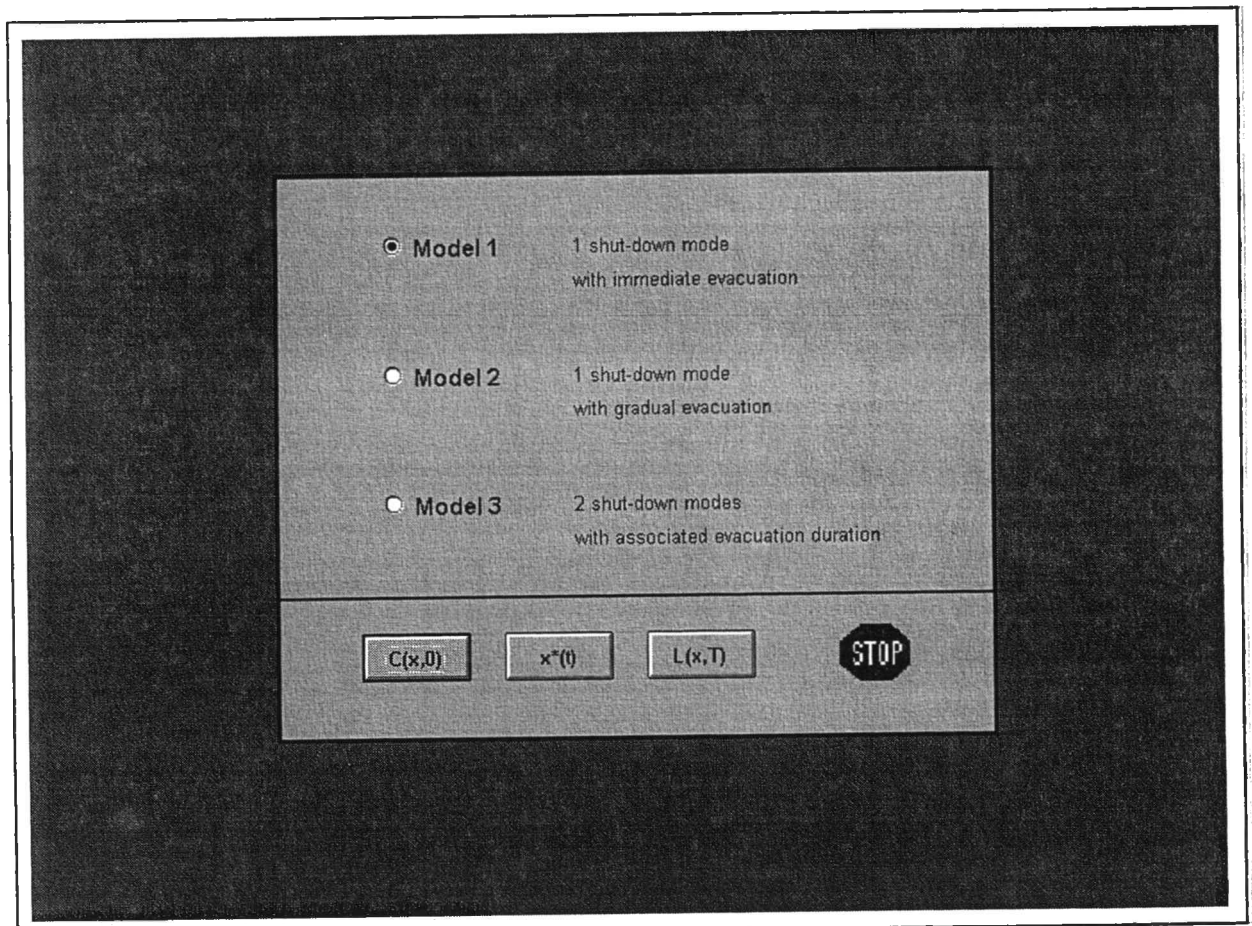 Model 1
1 shut-down mode
with immediate evacuation
Model 2
1 shut-down mode
with gradual evacuation
Model 3
2 shut-down modes
with associated evacuation duration
C(x,0)
x*(t)
L(x,T)
STOP